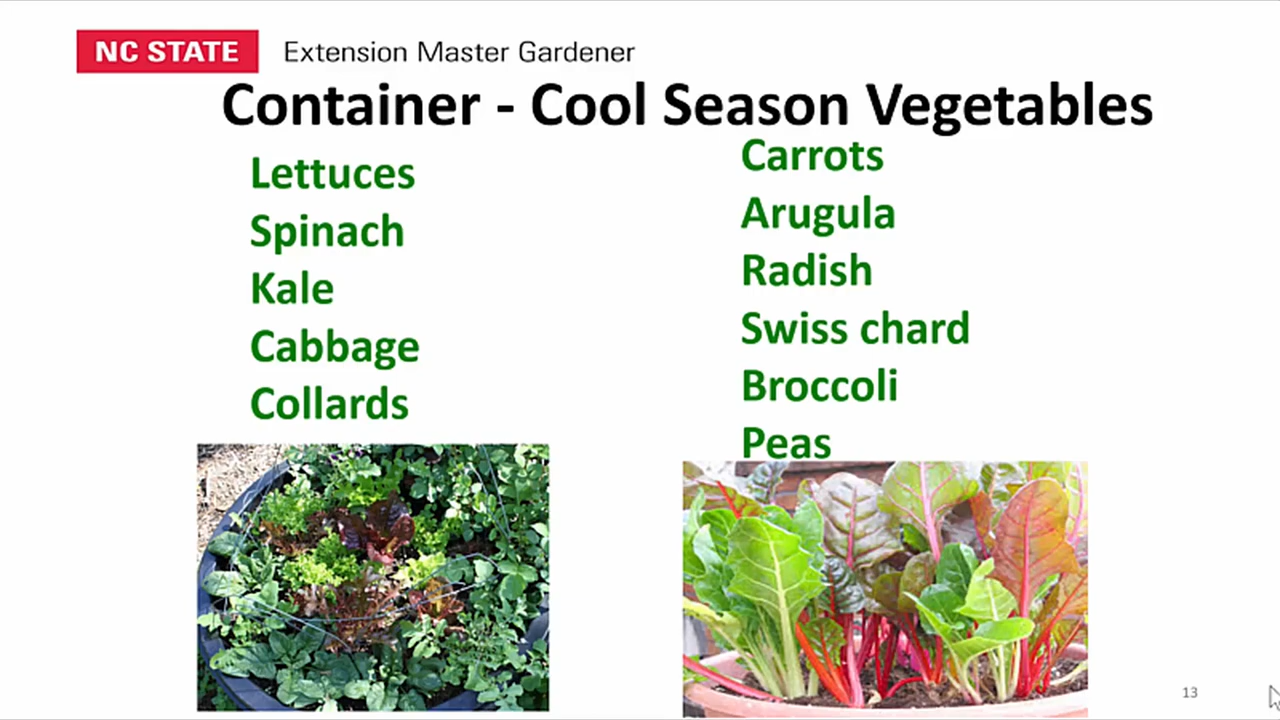 NC STATE Extension Master Gardener
Container - Cool Season Vegetables
Lettuces
Spinach
Kale
Cabbage
Collards
Carrots
Arugula
Radish
Swiss chard
Broccoli
Peas
13